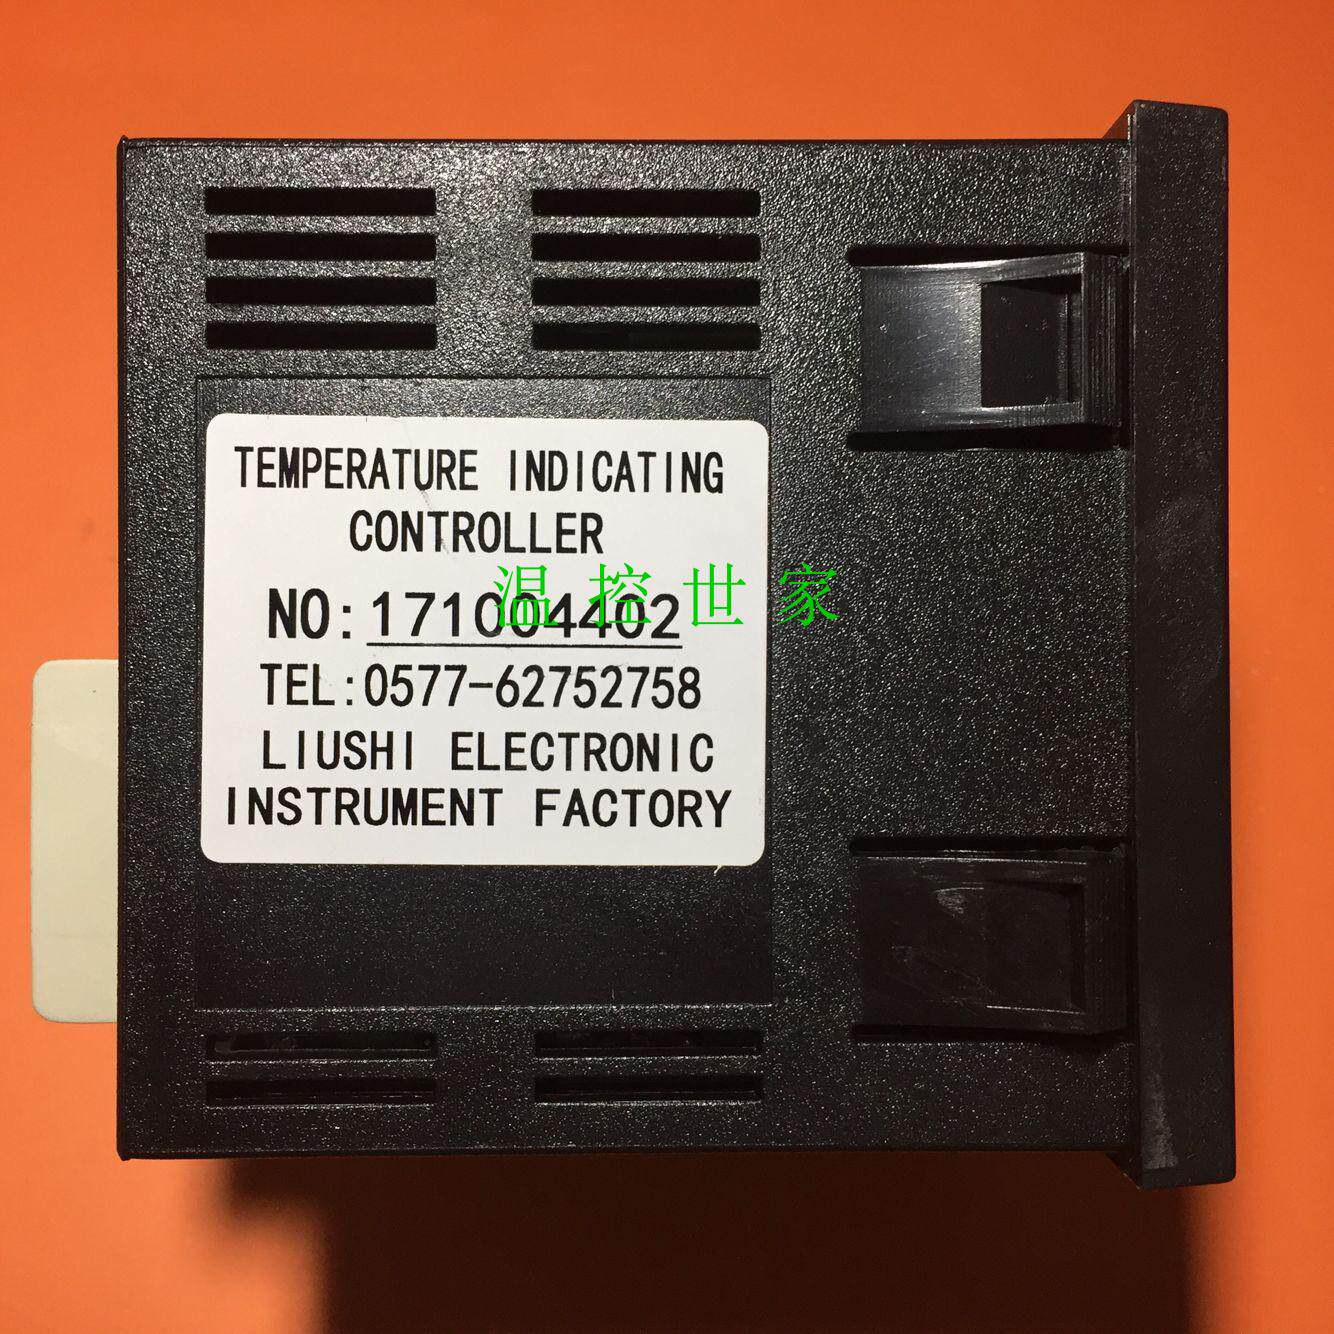 TEMPERATURE INDICATING
CONTROLLER
温控世家
NO: 171004402
TEL:0577-62752758
LIUSHI ELECTRONIC
INSTRUMENT FACTORY